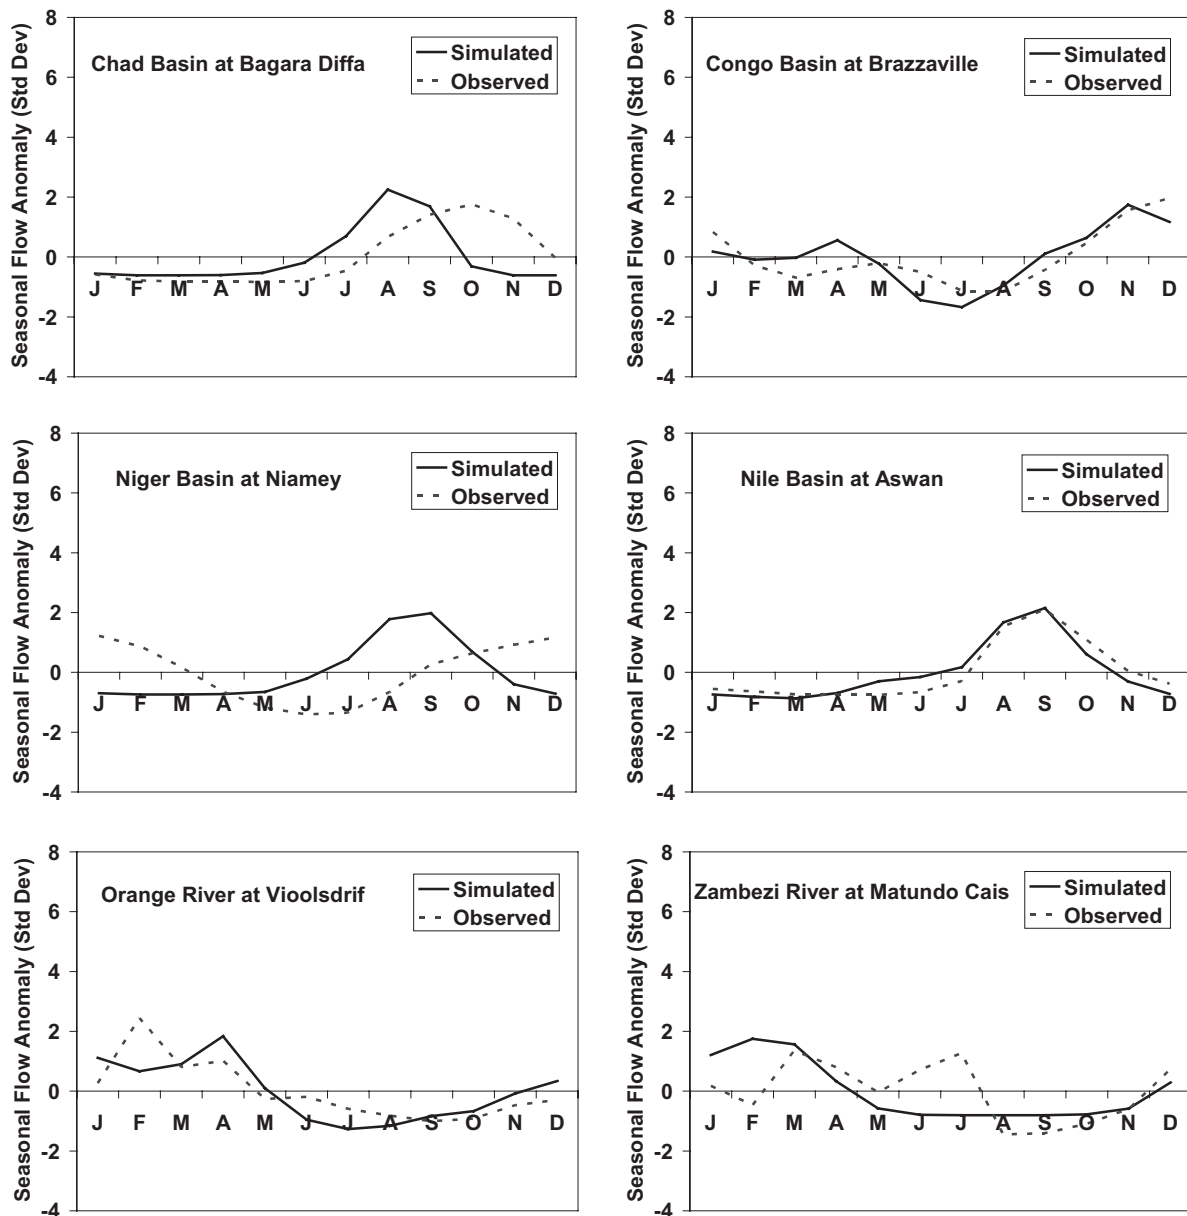 Seasonal Flow Anomaly (Std Dev)
8
6
4
2
0
-2
-4
Chad Basin at Bagara Diffa
Simulated
Observed
J F M A M J J A S O N D
Seasonal Flow Anomaly (Std Dev)
8
6
4
2
0
-2
-4
Congo Basin at Brazzaville
Simulated
Observed
J F M A M J J A S O N D
Seasonal Flow Anomaly (Std Dev)
8
6
4
2
0
-2
-4
Niger Basin at Niamey
Simulated
Observed
J F M A M J J A S O N D
Seasonal Flow Anomaly (Std Dev)
8
6
4
2
0
-2
-4
Nile Basin at Aswan
Simulated
Observed
J F M A M J J A S O N D
Seasonal Flow Anomaly (Std Dev)
8
6
4
2
0
-2
-4
Orange River at Vioolsdrif
Simulated
Observed
J F M A M J J A S O N D
Seasonal Flow Anomaly (Std Dev)
8
6
4
2
0
-2
-4
Zambezi River at Matundo Cais
Simulated
Observed
J F M A M J J A S O N D